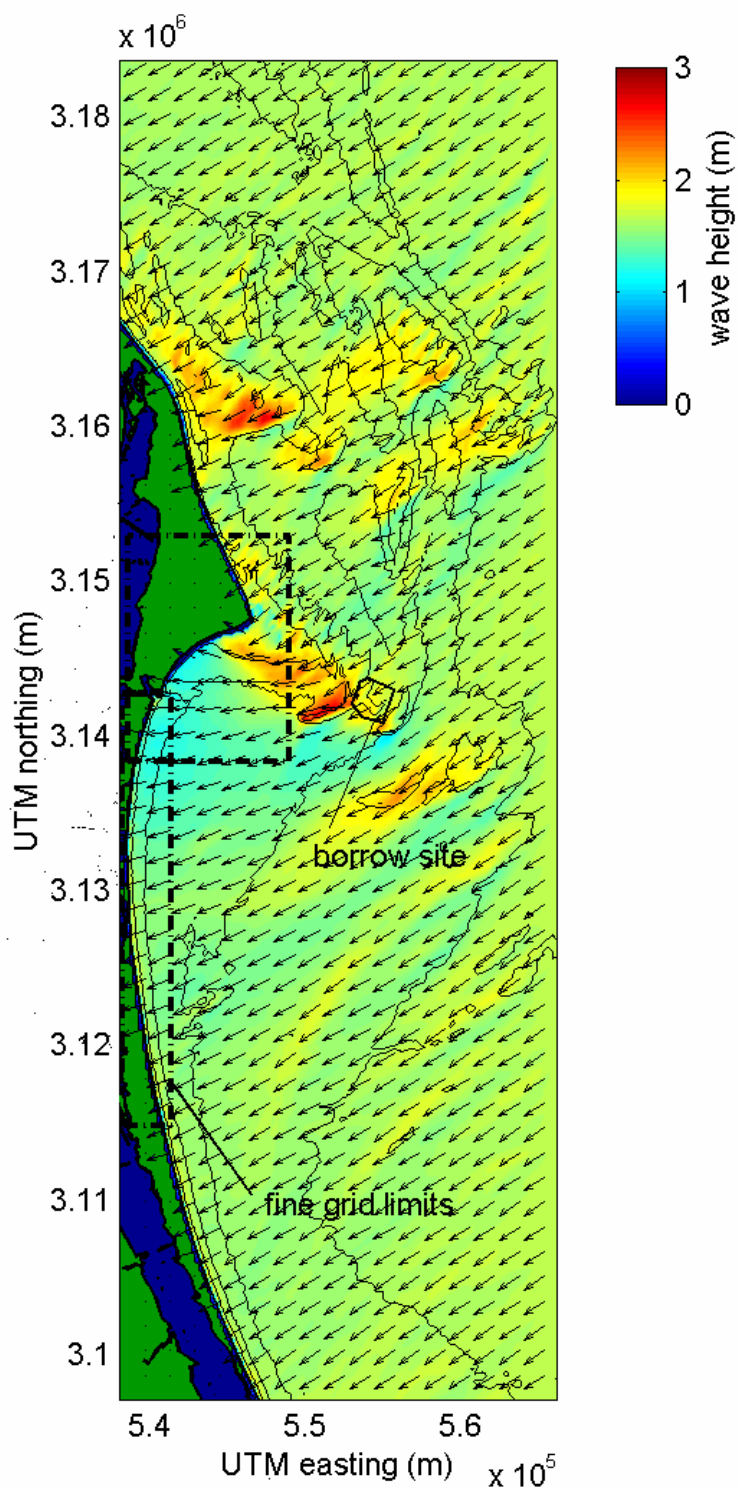 x 10^6
3
3.18
2
3.17
wave height (m)
1
0
3.16
3.15
UTM northing (m)
3.14
borrow site
3.13
3.12
fine grid limits
3.11
3.1
5.4
5.5
5.6
UTM easting (m)
x 10^5